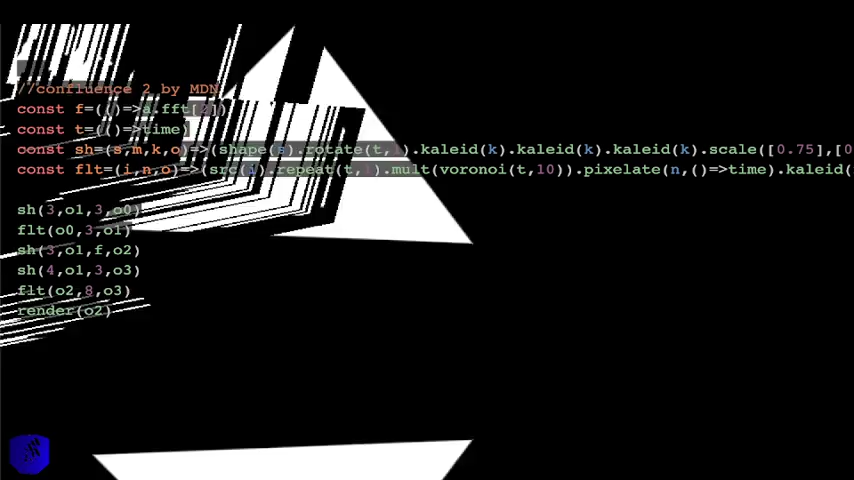 //confluence 2 by MDN
const f=(()=>a.fft[2])
const t=(()=>time)
const sh=(s,m,k,o)=>(shape(s).rotate(t,1).kaleid(k).kaleid(k).kaleid(k).scale([0.75],[0
const flt=(i,n,o)=>(src(i).repeat(t,1).mult(voronoi(t,10)).pixelate(n,()=>time).kaleid(
sh(3,o1,3,o0)
flt(o0,3,o1)
sh(3,o1,f,o2)
sh(4,o1,3,o3)
flt(o2,8,o3)
render(o2)